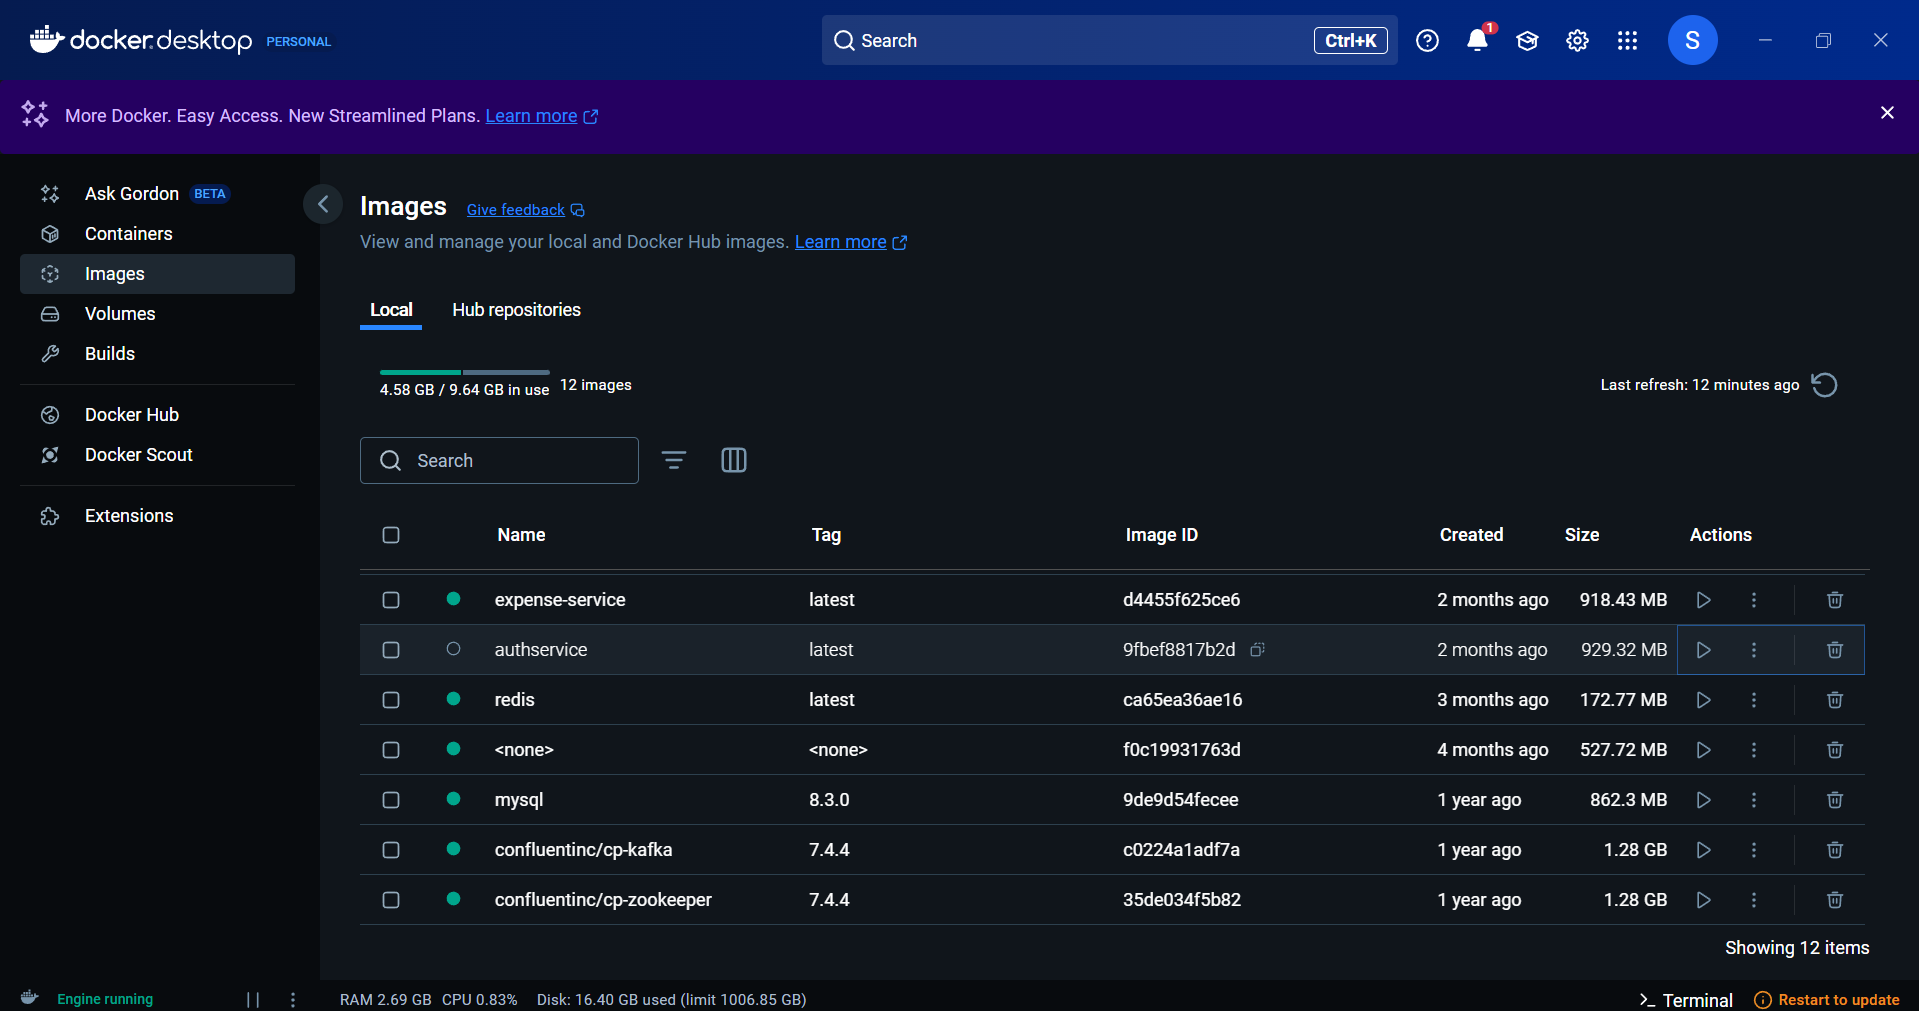 docker.desktop PERSONAL
Search Ctrl+K
1
S
More Docker. Easy Access. New Streamlined Plans. Learn more
Ask Gordon BETA
Containers
Images
Volumes
Builds
Docker Hub
Docker Scout
Extensions
Images Give feedback
View and manage your local and Docker Hub images. Learn more
Local Hub repositories
4.58 GB / 9.64 GB in use 12 images
Last refresh: 12 minutes ago
Search
Name Tag Image ID Created Size Actions
expense-service latest d4455f625ce6 2 months ago 918.43 MB
authservice latest 9fbef8817b2d 2 months ago 929.32 MB
redis latest ca65ea36ae16 3 months ago 172.77 MB
<none> <none> f0c19931763d 4 months ago 527.72 MB
mysql 8.3.0 9de9d54fecee 1 year ago 862.3 MB
confluentinc/cp-kafka 7.4.4 c0224a1adf7a 1 year ago 1.28 GB
confluentinc/cp-zookeeper 7.4.4 35de034f5b82 1 year ago 1.28 GB
Showing 12 items
Engine running RAM 2.69 GB CPU 0.83% Disk: 16.40 GB used (limit 1006.85 GB) Terminal Restart to update